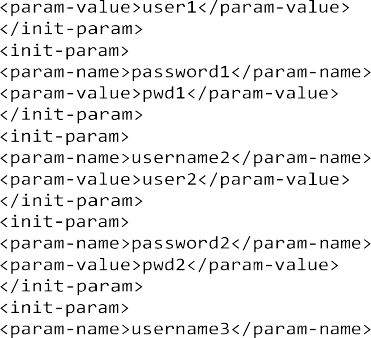 <param-value>user1</param-value>
</init-param>
<init-param>
<param-name>password1</param-name>
<param-value>pwd1</param-value>
</init-param>
<init-param>
<param-name>username2</param-name>
<param-value>user2</param-value>
</init-param>
<init-param>
<param-name>password2</param-name>
<param-value>pwd2</param-value>
</init-param>
<init-param>
<param-name>username3</param-name>